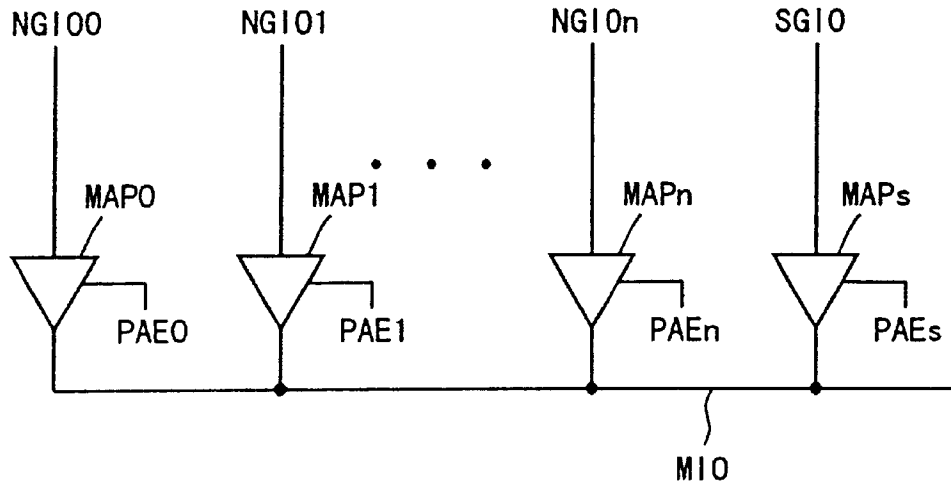 NGIO0 NGIO1 NGIOn SGIO
MAP0 MAP1 MAPn MAPs
PAE0 PAE1 PAEn PAEs
MIO